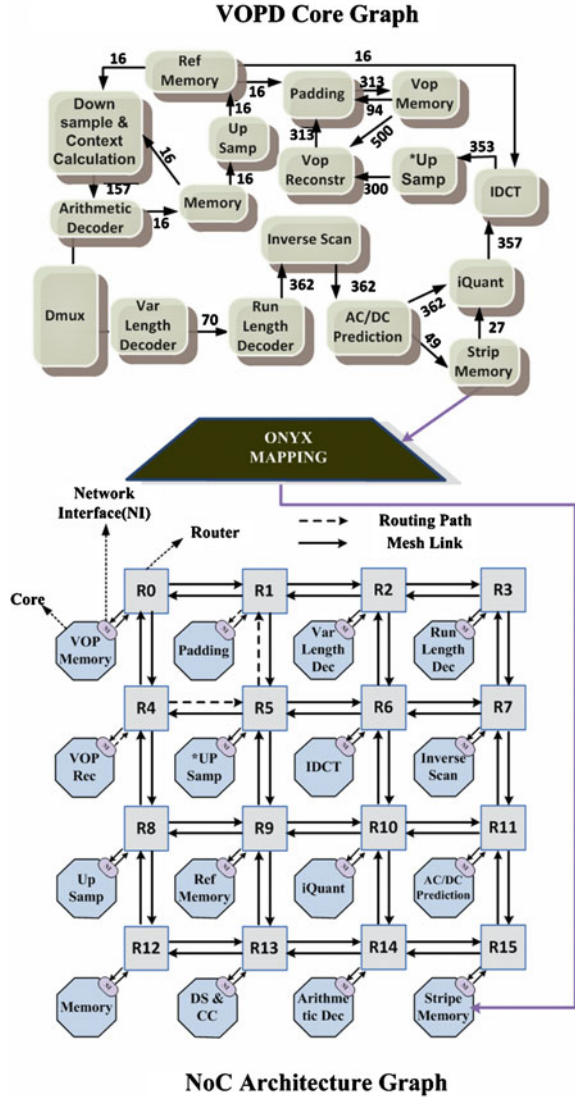 VOPD Core Graph
16
16
Ref
Memory
16
Padding
313
94
Vop
Memory
Down
sample &
Context
Calculation
16
Up
Samp
313
500
Vop
Reconstr
300
*Up
Samp
353
IDCT
157
16
16
Arithmetic
Decoder
16
Memory
Inverse Scan
357
362
362
iQuant
Dmux
Var
Length
Decoder
70
Run
Length
Decoder
AC/DC
Prediction
362
27
49
Strip
Memory
ONYX
MAPPING
Network
Interface(NI)
Router
Routing Path
Mesh Link
Core
R0
R1
R2
R3
M
M
M
M
VOP
Memory
Padding
Var
Length
Dec
Run
Length
Dec
R4
R5
R6
R7
M
M
M
M
VOP
Rec
*UP
Samp
IDCT
Inverse
Scan
R8
R9
R10
R11
M
M
M
M
Up
Samp
Ref
Memory
iQuant
AC/DC
Prediction
R12
R13
R14
R15
M
M
M
M
Memory
DS &
CC
Arithme
tic Dec
Stripe
Memory
NoC Architecture Graph